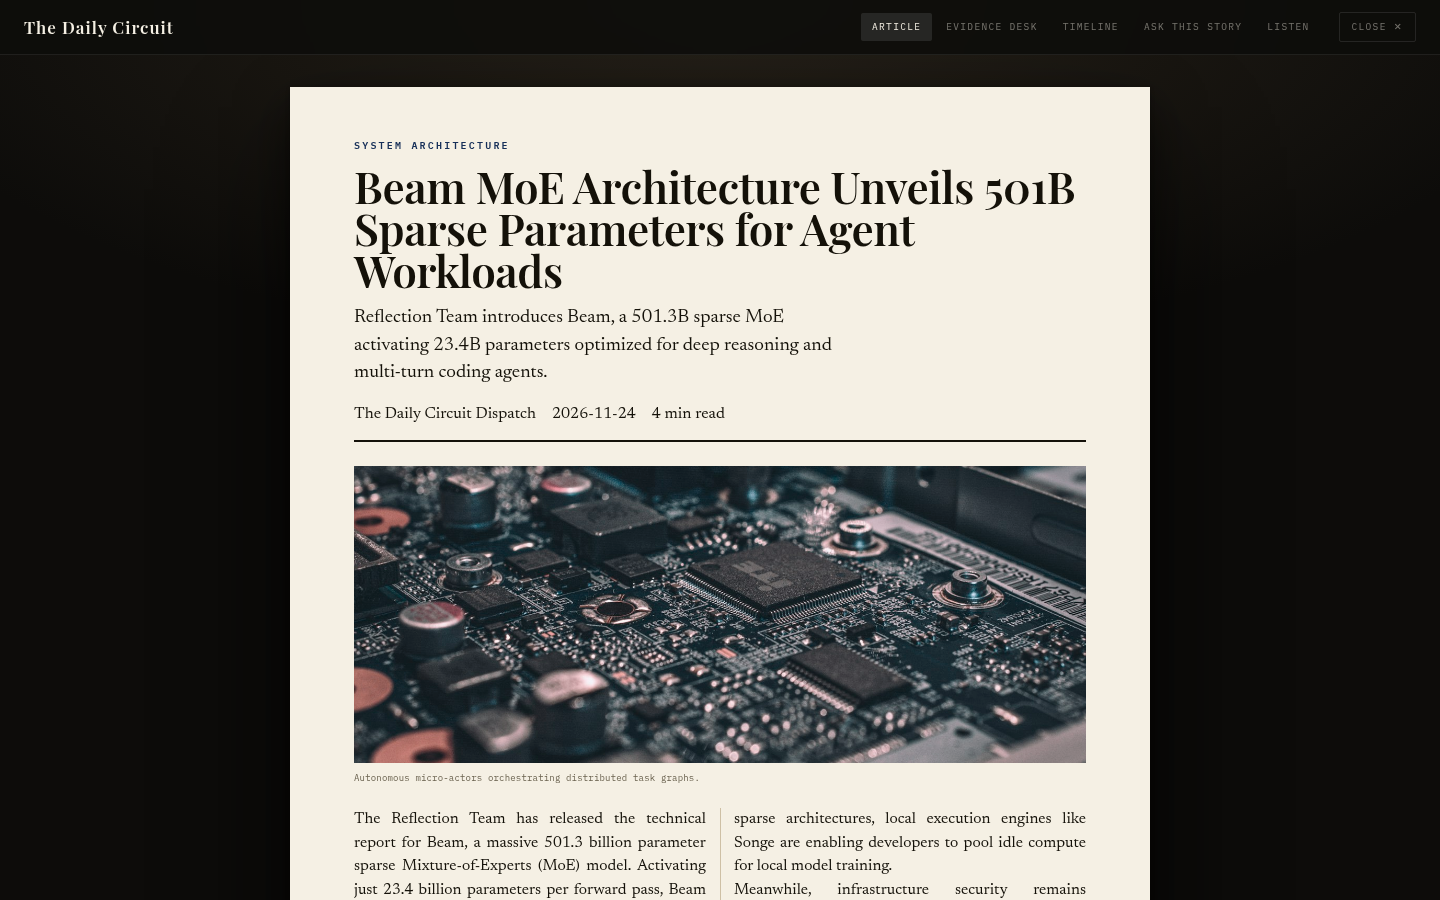 The Daily Circuit
ARTICLE
EVIDENCE DESK
TIMELINE
ASK THIS STORY
LISTEN
CLOSE ✕
SYSTEM ARCHITECTURE
Beam MoE Architecture Unveils 501B
Sparse Parameters for Agent
Workloads
Reflection Team introduces Beam, a 501.3B sparse MoE
activating 23.4B parameters optimized for deep reasoning and
multi-turn coding agents.
The Daily Circuit Dispatch 2026-11-24 4 min read
Autonomous micro-actors orchestrating distributed task graphs.
The Reflection Team has released the technical
report for Beam, a massive 501.3 billion parameter
sparse Mixture-of-Experts (MoE) model. Activating
just 23.4 billion parameters per forward pass, Beam
sparse architectures, local execution engines like
Songe are enabling developers to pool idle compute
for local model training.
Meanwhile, infrastructure security remains